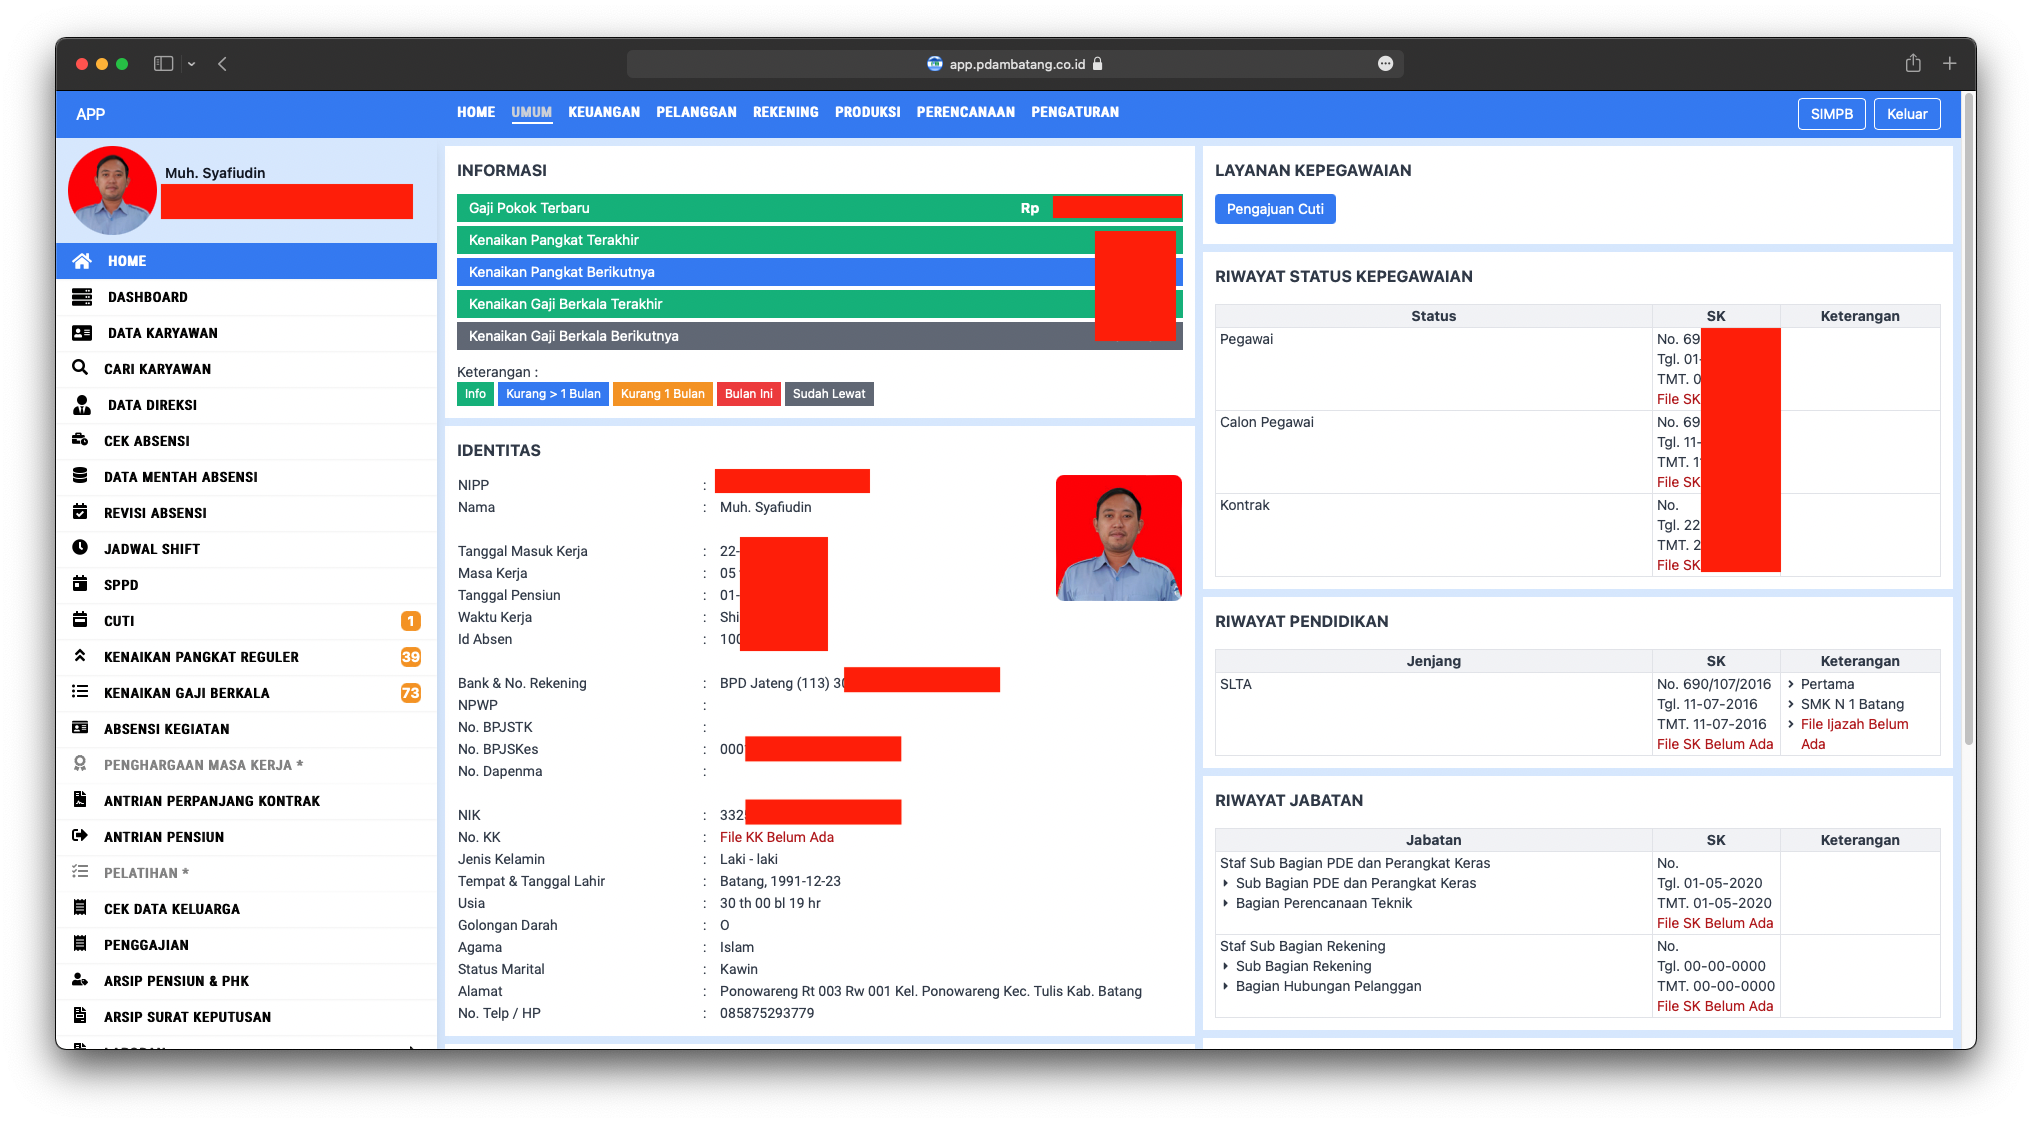 app.pdambatang.co.id
APP
HOME UMUM KEUANGAN PELANGGAN REKENING PRODUKSI PERENCANAAN PENGATURAN
SIMPB Keluar
Muh. Syafiudin
HOME
DASHBOARD
DATA KARYAWAN
CARI KARYAWAN
DATA DIREKSI
CEK ABSENSI
DATA MENTAH ABSENSI
REVISI ABSENSI
JADWAL SHIFT
SPPD
CUTI 1
KENAIKAN PANGKAT REGULER 39
KENAIKAN GAJI BERKALA 73
ABSENSI KEGIATAN
PENGHARGAAN MASA KERJA *
ANTRIAN PERPANJANG KONTRAK
ANTRIAN PENSIUN
PELATIHAN *
CEK DATA KELUARGA
PENGGAJIAN
ARSIP PENSIUN & PHK
ARSIP SURAT KEPUTUSAN
INFORMASI
Gaji Pokok Terbaru Rp
Kenaikan Pangkat Terakhir
Kenaikan Pangkat Berikutnya
Kenaikan Gaji Berkala Terakhir
Kenaikan Gaji Berkala Berikutnya
Keterangan :
Info Kurang > 1 Bulan Kurang 1 Bulan Bulan Ini Sudah Lewat
IDENTITAS
NIPP :
Nama : Muh. Syafiudin
Tanggal Masuk Kerja : 22-
Masa Kerja : 05
Tanggal Pensiun : 01-
Waktu Kerja : Shi
Id Absen : 100
Bank & No. Rekening : BPD Jateng (113) 30
NPWP :
No. BPJSTK :
No. BPJSKes : 000
No. Dapenma :
NIK : 332
No. KK : File KK Belum Ada
Jenis Kelamin : Laki - laki
Tempat & Tanggal Lahir : Batang, 1991-12-23
Usia : 30 th 00 bl 19 hr
Golongan Darah : O
Agama : Islam
Status Marital : Kawin
Alamat : Ponowareng Rt 003 Rw 001 Kel. Ponowareng Kec. Tulis Kab. Batang
No. Telp / HP : 085875293779
LAYANAN KEPEGAWAIAN
Pengajuan Cuti
RIWAYAT STATUS KEPEGAWAIAN
Status SK Keterangan
Pegawai No. 69
Tgl. 01-
TMT. 0
File SK
Calon Pegawai No. 69
Tgl. 11-
TMT. 1
File SK
Kontrak No.
Tgl. 22
TMT. 2
File SK
RIWAYAT PENDIDIKAN
Jenjang SK Keterangan
SLTA No. 690/107/2016 Pertama
Tgl. 11-07-2016 SMK N 1 Batang
TMT. 11-07-2016 File Ijazah Belum
File SK Belum Ada Ada
RIWAYAT JABATAN
Jabatan SK Keterangan
Staf Sub Bagian PDE dan Perangkat Keras No.
Sub Bagian PDE dan Perangkat Keras Tgl. 01-05-2020
Bagian Perencanaan Teknik TMT. 01-05-2020
File SK Belum Ada
Staf Sub Bagian Rekening No.
Sub Bagian Rekening Tgl. 00-00-0000
Bagian Hubungan Pelanggan TMT. 00-00-0000
File SK Belum Ada